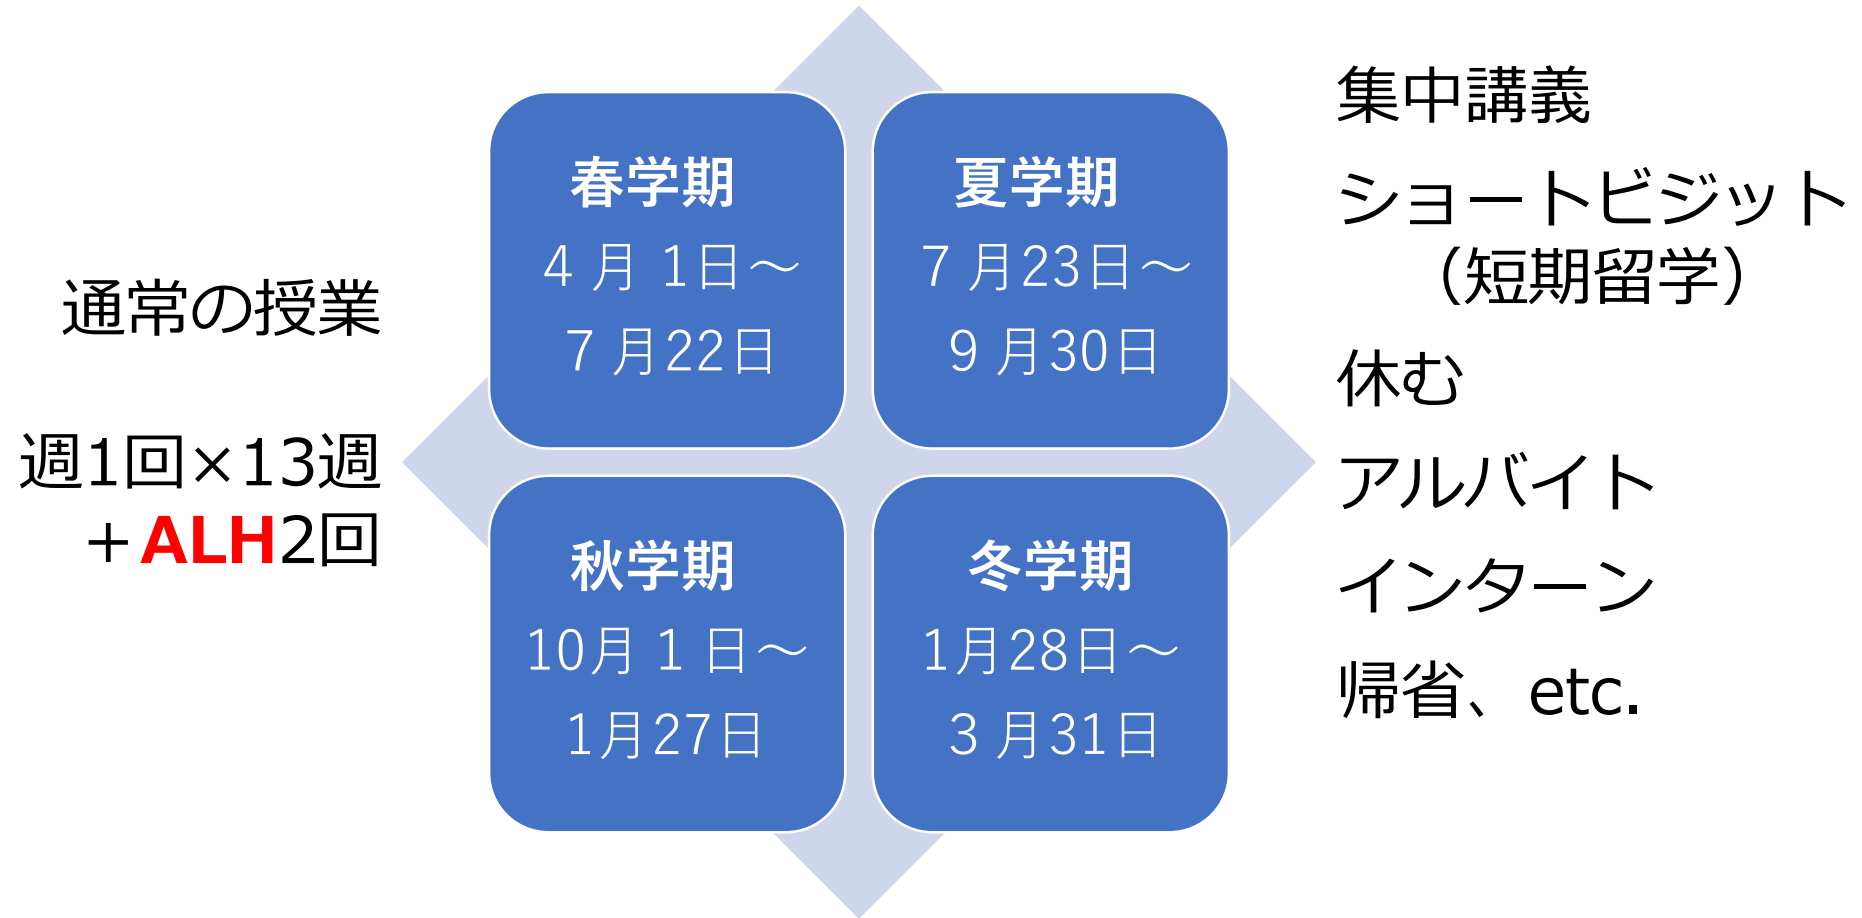 通常の授業
週1回×13週
＋ALH2回
春学期
4 月 1日～
7 月22日
夏学期
7 月23日～
9 月30日
秋学期
10月 1 日～
1月27日
冬学期
1月28日～
3 月31日
集中講義
ショートビジット
（短期留学）
休む
アルバイト
インターン
帰省、etc.